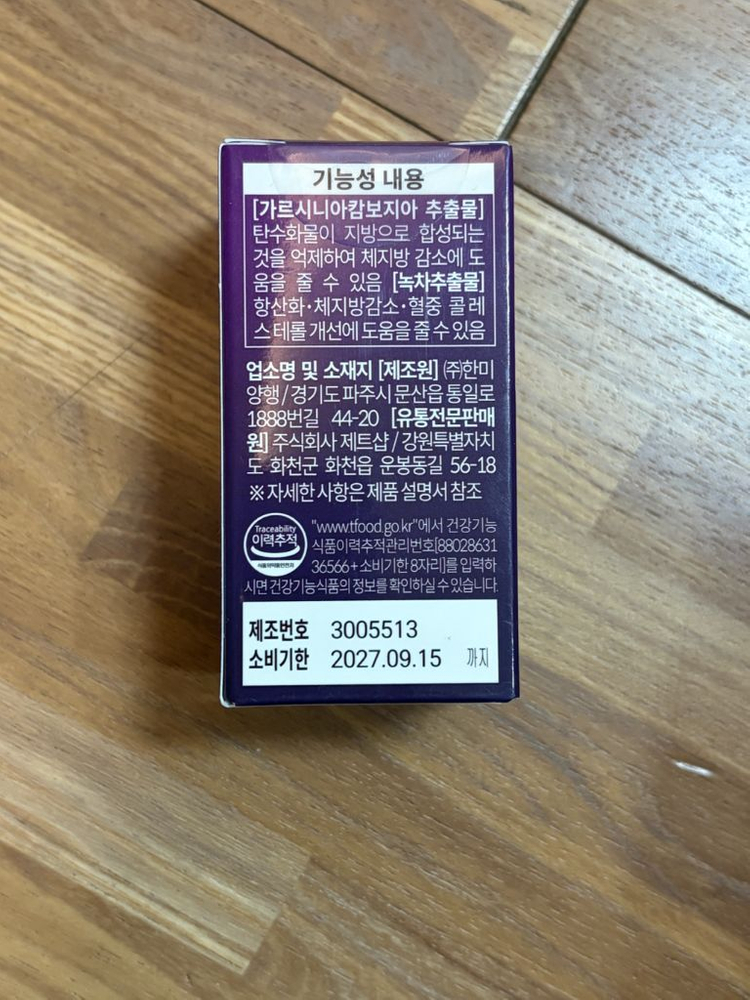 기능성 내용
[가르시니아캄보지아 추출물]
탄수화물이 지방으로 합성되는
것을 억제하여 체지방 감소에 도
움을 줄 수 있음 [녹차추출물]
항산화·체지방감소·혈중 콜레
스테롤 개선에 도움을 줄 수 있음
업소명 및 소재지 [제조원] ㈜한미
양행 / 경기도 파주시 문산읍 통일로
1888번길 44-20 [유통전문판매
원] 주식회사 제트샵 / 강원특별자치
도 화천군 화천읍 운봉동길 56-18
※ 자세한 사항은 제품 설명서 참조
Traceability
이력추적
식품의약품안전처
"www.tfood.go.kr"에서 건강기능
식품이력추적관리번호[88028631
36566+소비기한 8자리]를 입력하
시면 건강기능식품의 정보를 확인하실 수 있습니다.
제조번호 3005513
소비기한 2027.09.15 까지